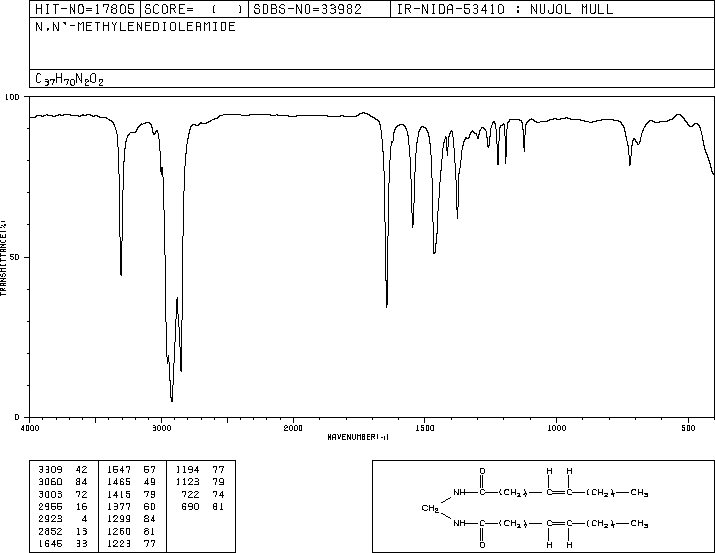 HIT-NO=17805 SCORE= ( ) SDBS-NO=33982 IR-NIDA-53410 : NUJOL MULL
N,N'-METHYLENEDIOLEAMIDE
C37H70N2O2
100
50
0
TRANSMITTANCE(%)
4000 3000 2000 1500 1000 500
WAVENUMBER(-1)
3309 42 1547 57 1194 77
3060 84 1465 49 1123 79
3003 72 1415 79 722 74
2955 16 1377 60 690 81
2923 4 1299 84
2852 13 1260 81
1645 33 1223 77
O H H
NH C (CH2)7 C C (CH2)7 CH3
CH2
NH C (CH2)7 C C (CH2)7 CH3
O H H